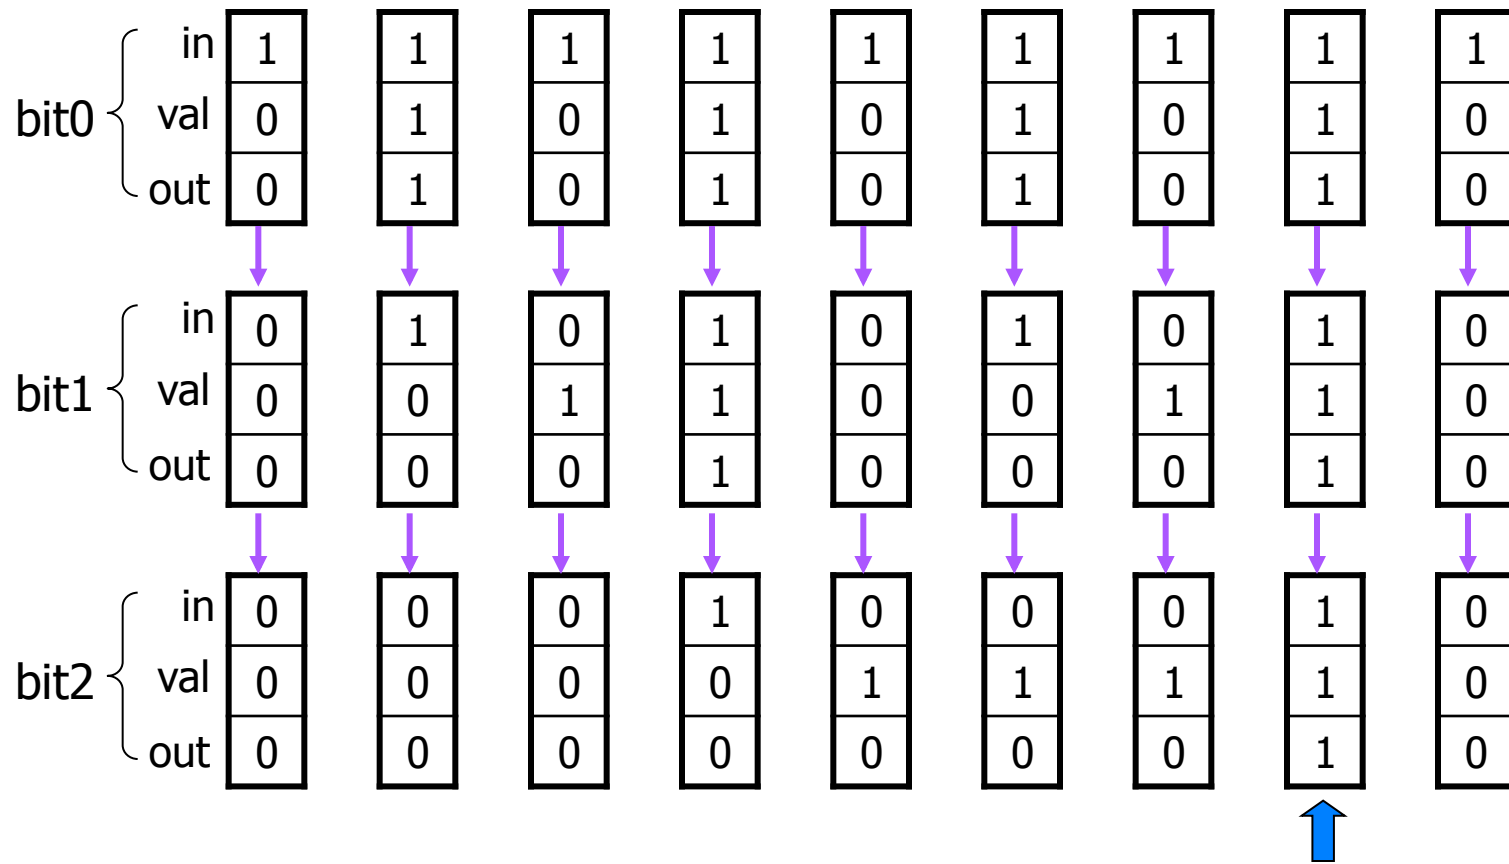 in 1 1 1 1 1 1 1 1 1
bit0 val 0 1 0 1 0 1 0 1 0
out 0 1 0 1 0 1 0 1 0
in 0 1 0 1 0 1 0 1 0
bit1 val 0 0 1 1 0 0 1 1 0
out 0 0 0 1 0 0 0 1 0
in 0 0 0 1 0 0 0 1 0
bit2 val 0 0 0 0 1 1 1 1 0
out 0 0 0 0 0 0 0 1 0